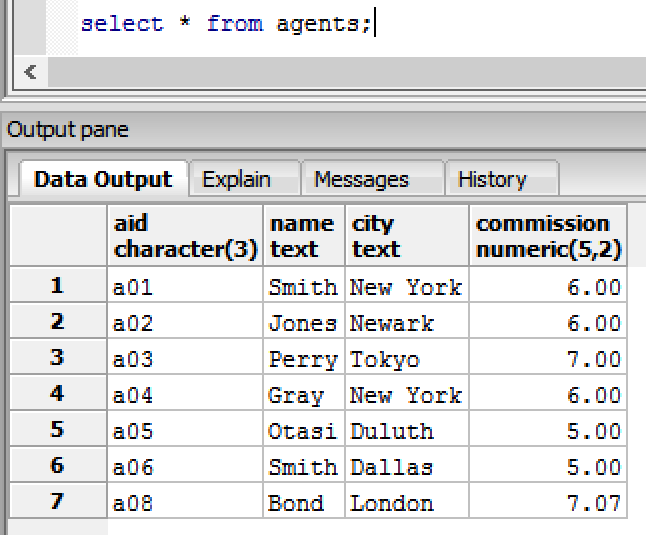 select * from agents;
<
Output pane
Data Output Explain Messages History
aid name city commission
character(3) text text numeric(5,2)
1 a01 Smith New York 6.00
2 a02 Jones Newark 6.00
3 a03 Perry Tokyo 7.00
4 a04 Gray New York 6.00
5 a05 Otasi Duluth 5.00
6 a06 Smith Dallas 5.00
7 a08 Bond London 7.07